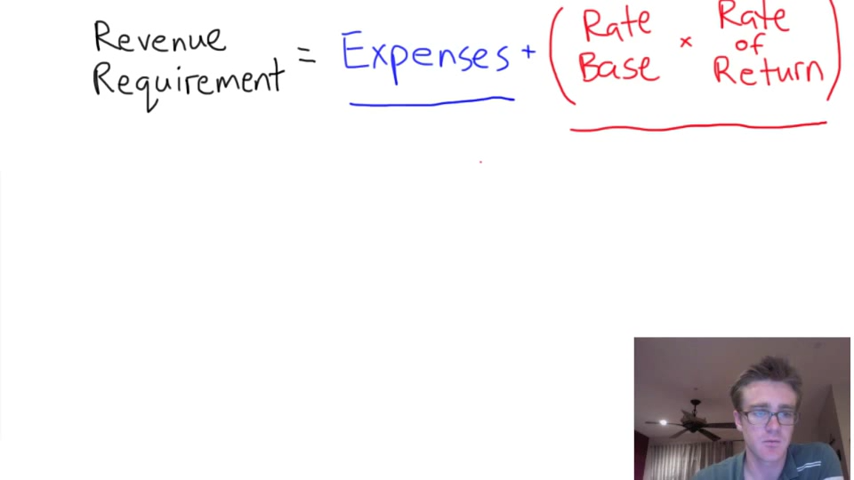 Revenue
Requirement = Expenses + (Rate Base × Rate of Return)